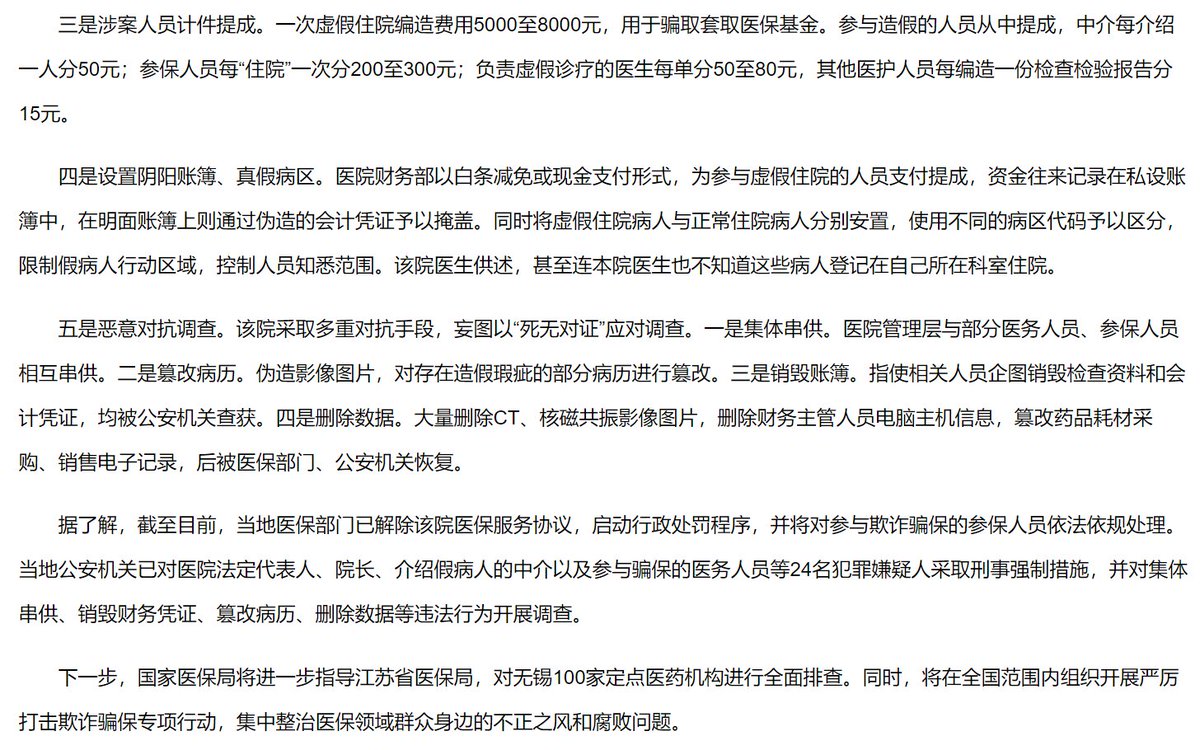 三是涉案人员计件提成。一次虚假住院编造费用5000至8000元，用于骗取套取医保基金。参与造假的人员从中提成，中介每介绍
一人分50元；参保人员每“住院”一次分200至300元；负责虚假诊疗的医生每单分50至80元，其他医护人员每编造一份检查检验报告分
15元。
四是设置阴阳账簿、真假病区。医院财务部以白条减免或现金支付形式，为参与虚假住院的人员支付提成，资金往来记录在私设账
簿中，在明面账簿上则通过伪造的会计凭证予以掩盖。同时将虚假住院病人与正常住院病人分别安置，使用不同的病区代码予以区分，
限制假病人行动区域，控制人员知悉范围。该院医生供述，甚至连本院医生也不知道这些病人登记在自己所在科室住院。
五是恶意对抗调查。该院采取多重对抗手段，妄图以“死无对证”应对调查。一是集体串供。医院管理层与部分医务人员、参保人员
相互串供。二是篡改病历。伪造影像图片，对存在造假瑕疵的部分病历进行篡改。三是销毁账簿。指使相关人员企图销毁检查资料和会
计凭证，均被公安机关查获。四是删除数据。大量删除CT、核磁共振影像图片，删除财务主管人员电脑主机信息，篡改药品耗材采
购、销售电子记录，后被医保部门、公安机关恢复。
据了解，截至目前，当地医保部门已解除该院医保服务协议，启动行政处罚程序，并将对参与欺诈骗保的参保人员依法依规处理。
当地公安机关已对医院法定代表人、院长、介绍假病人的中介以及参与骗保的医务人员等24名犯罪嫌疑人采取刑事强制措施，并对集体
串供、销毁财务凭证、篡改病历、删除数据等违法行为开展调查。
下一步，国家医保局将进一步指导江苏省医保局，对无锡100家定点医药机构进行全面排查。同时，将在全国范围内组织开展严厉
打击欺诈骗保专项行动，集中整治医保领域群众身边的不正之风和腐败问题。